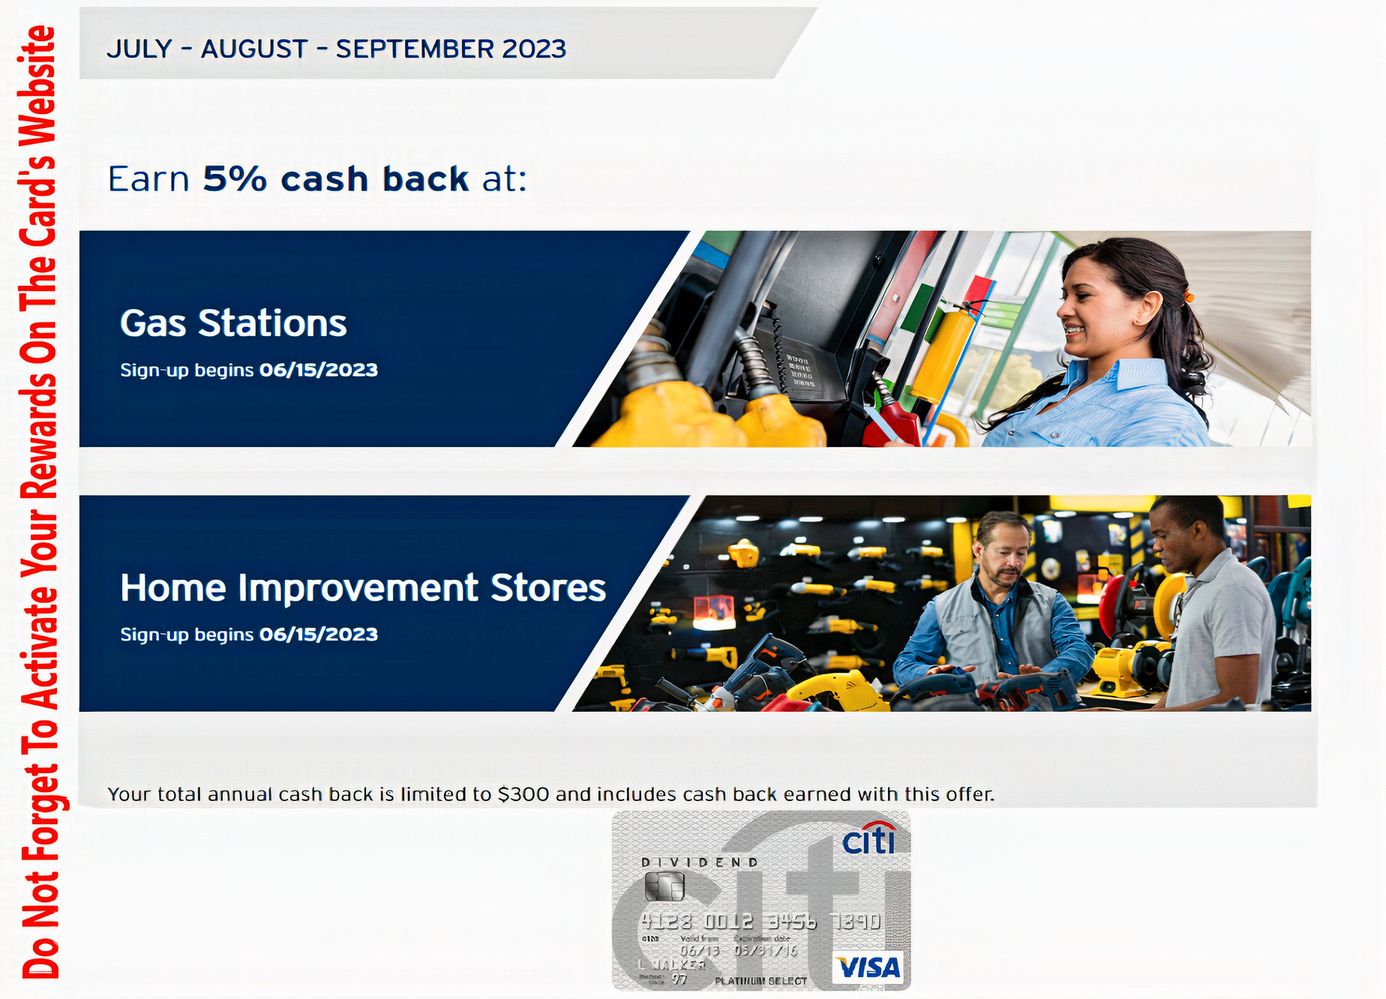 Do Not Forget To Activate Your Rewards On The Card's Website
JULY – AUGUST – SEPTEMBER 2023
Earn 5% cash back at:
Gas Stations
Sign-up begins 06/15/2023
Home Improvement Stores
Sign-up begins 06/15/2023
Your total annual cash back is limited to $300 and includes cash back earned with this offer.
citi
DIVIDEND
citi
4128 0012 3456 7890
Valid from Expiration date
06/13 05/31/16
L WALKER
97 PLATINUM SELECT
VISA